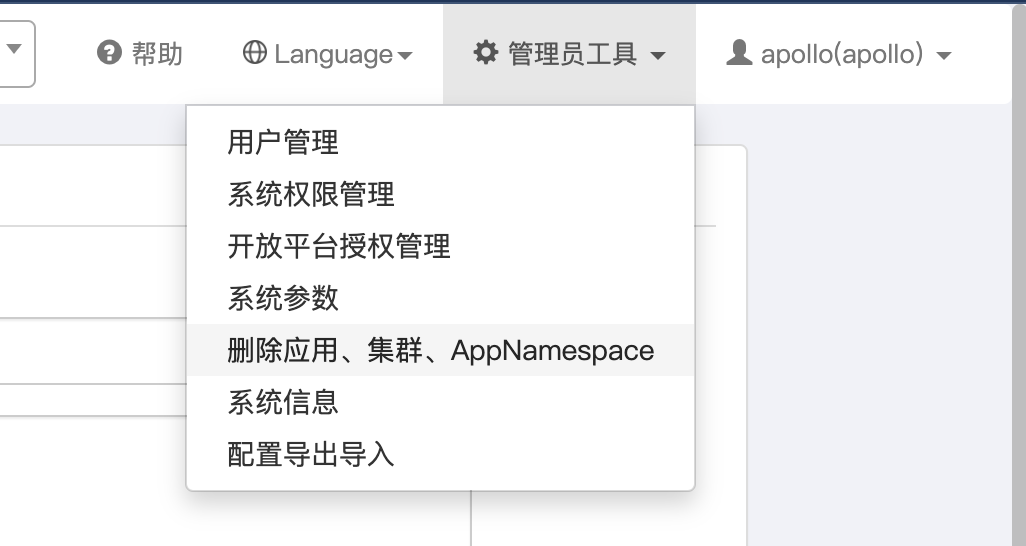 帮助 Language 管理员工具 apollo(apollo)
用户管理
系统权限管理
开放平台授权管理
系统参数
删除应用、集群、AppNamespace
系统信息
配置导出导入